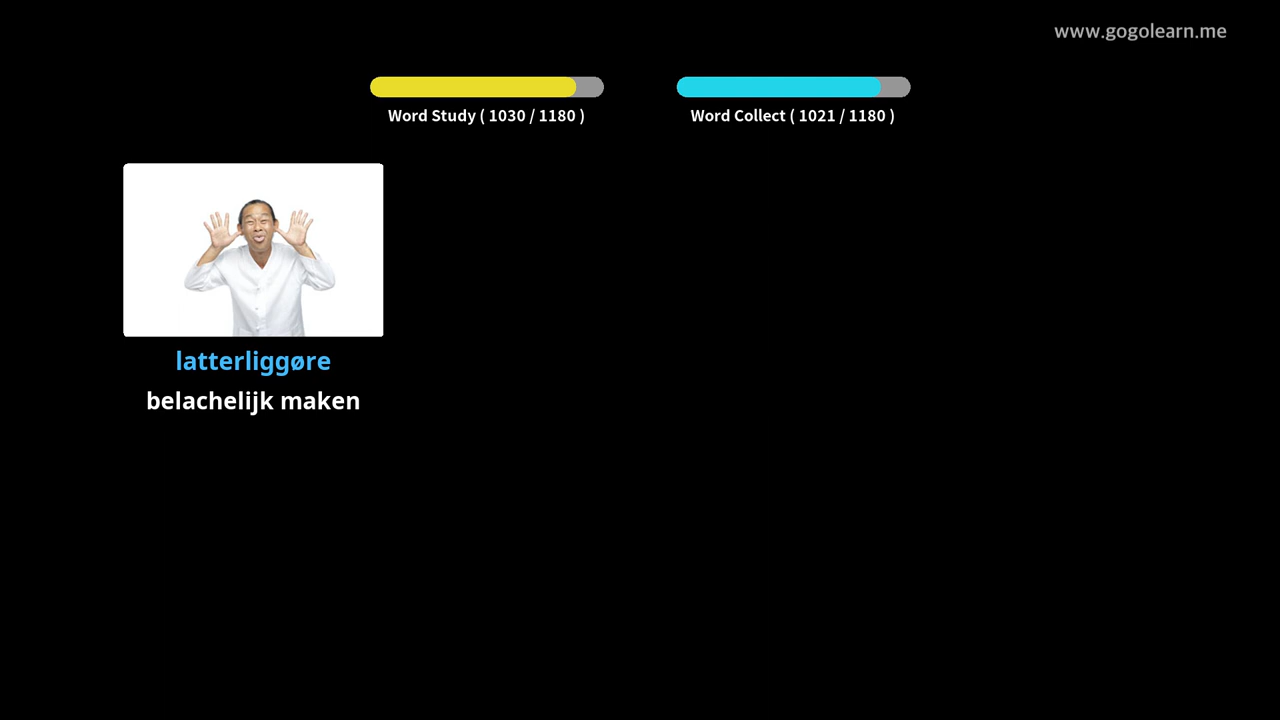 www.gogolearn.me
Word Study ( 1030 / 1180 )
Word Collect ( 1021 / 1180 )
latterliggøre
belachelijk maken